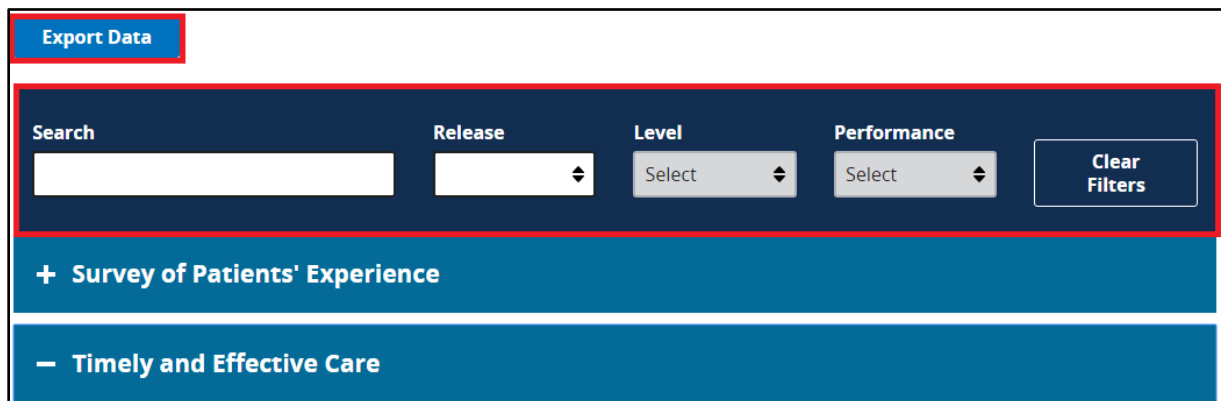 Export Data
Search Release Level Performance
Select Select Clear
Filters
+ Survey of Patients' Experience
− Timely and Effective Care